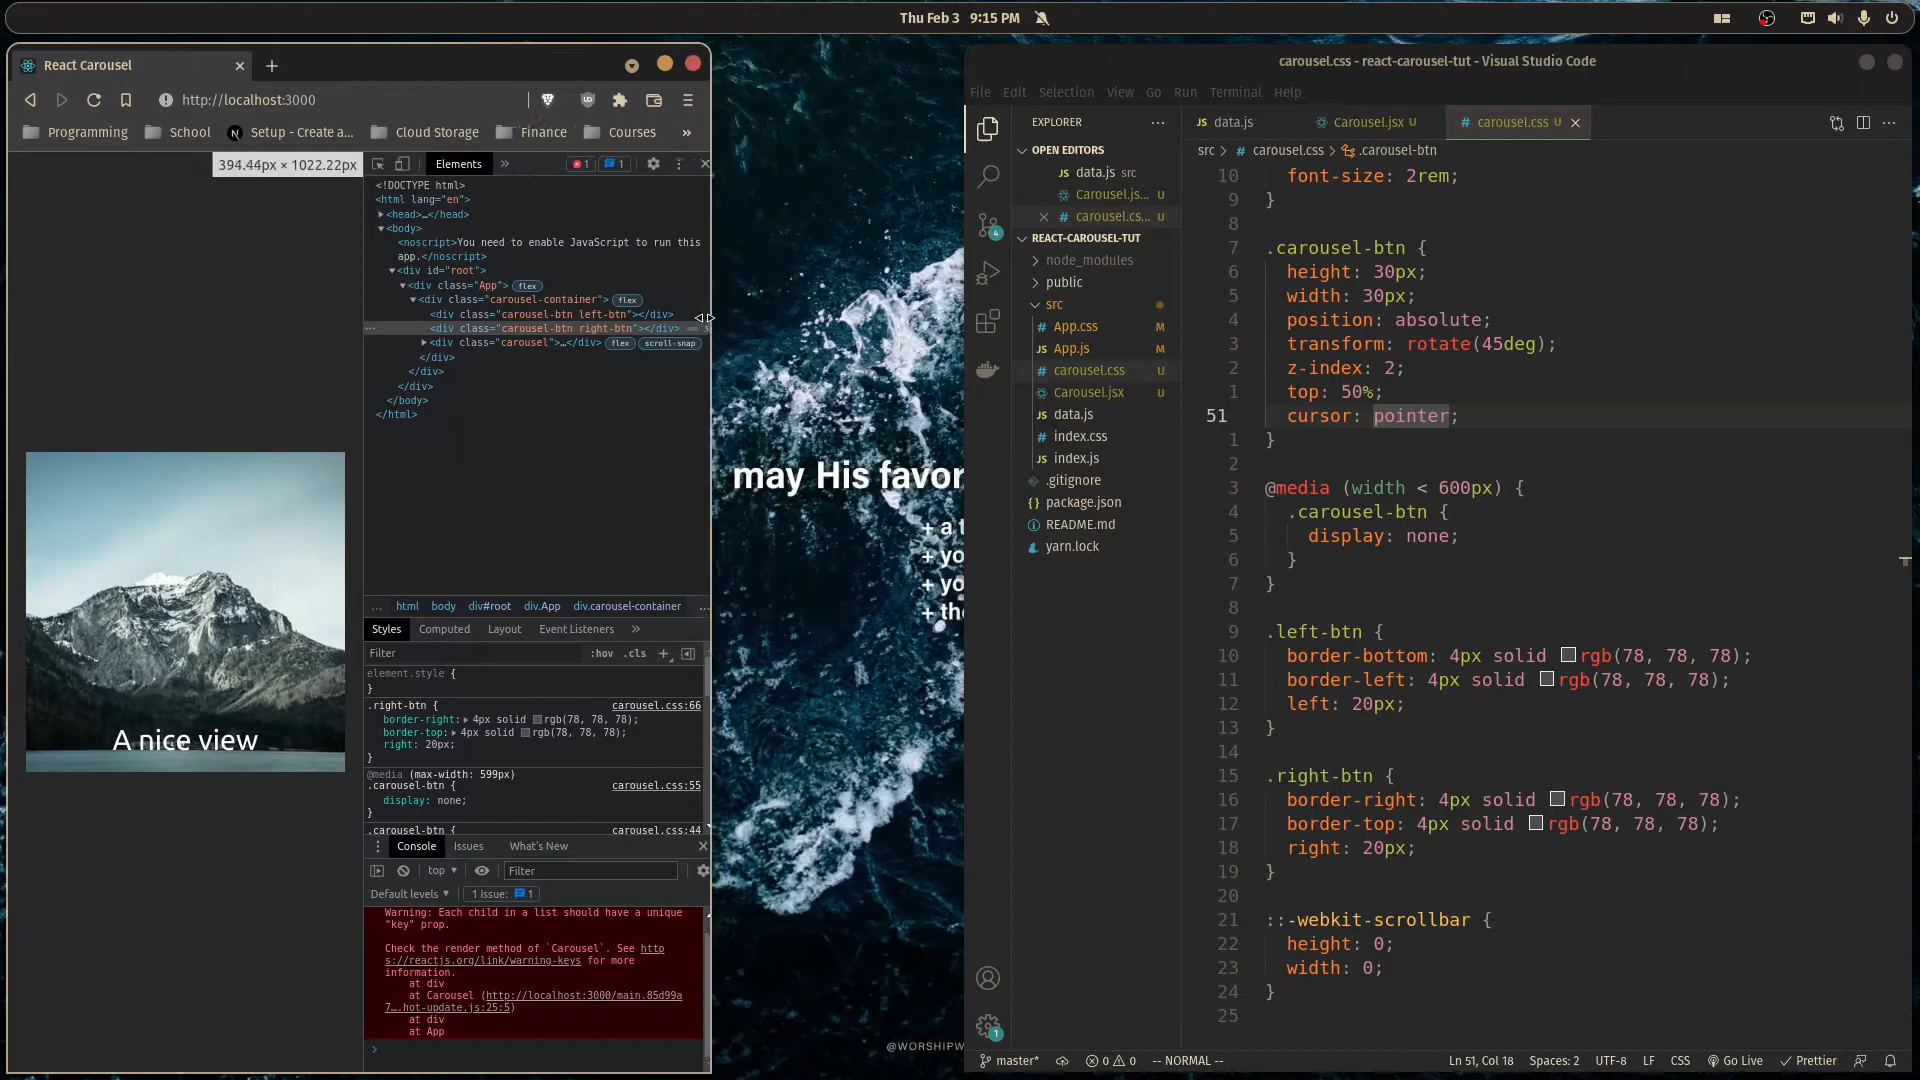 Thu Feb 3 9:15 PM
React Carousel
http://localhost:3000
Programming School Setup - Create a... Cloud Storage Finance Courses »
394.44px × 1022.22px
Elements » 1 1
<!DOCTYPE html>
<html lang="en">
<head>…</head>
<body>
<noscript>You need to enable JavaScript to run this
app.</noscript>
<div id="root">
<div class="App"> flex
<div class="carousel-container"> flex
<div class="carousel-btn left-btn"></div>
<div class="carousel-btn right-btn"></div> ==
<div class="carousel">…</div> flex scroll-snap
</div>
</div>
</div>
</body>
</html>
A nice view
... html body div#root div.App div.carousel-container ...
Styles Computed Layout Event Listeners »
Filter :hov .cls +
element.style {
}
.right-btn { carousel.css:66
border-right: 4px solid rgb(78, 78, 78);
border-top: 4px solid rgb(78, 78, 78);
right: 20px;
}
@media (max-width: 599px)
.carousel-btn { carousel.css:55
display: none;
}
.carousel-btn { carousel.css:44
Console Issues What's New
top Filter
Default levels 1 Issue: 1
Warning: Each child in a list should have a unique
"key" prop.
Check the render method of `Carousel`. See http
s://reactjs.org/link/warning-keys for more
information.
at div
at Carousel (http://localhost:3000/main.85d99a
7….hot-update.js:25:5)
at div
at App
>
may His favor
+ a
+ yo
+ yo
+ the
@WORSHIPW
carousel.css - react-carousel-tut - Visual Studio Code
File Edit Selection View Go Run Terminal Help
EXPLORER ...
OPEN EDITORS
data.js src
Carousel.js... U
carousel.cs... U
REACT-CAROUSEL-TUT
node_modules
public
src
App.css M
App.js M
carousel.css U
Carousel.jsx U
data.js
index.css
index.js
.gitignore
package.json
README.md
yarn.lock
4
1
data.js Carousel.jsx U carousel.css U
src > carousel.css > .carousel-btn
10 font-size: 2rem;
9 }
8
7 .carousel-btn {
6 height: 30px;
5 width: 30px;
4 position: absolute;
3 transform: rotate(45deg);
2 z-index: 2;
1 top: 50%;
51 cursor: pointer;
1 }
2
3 @media (width < 600px) {
4 .carousel-btn {
5 display: none;
6 }
7 }
8
9 .left-btn {
10 border-bottom: 4px solid rgb(78, 78, 78);
11 border-left: 4px solid rgb(78, 78, 78);
12 left: 20px;
13 }
14
15 .right-btn {
16 border-right: 4px solid rgb(78, 78, 78);
17 border-top: 4px solid rgb(78, 78, 78);
18 right: 20px;
19 }
20
21 ::-webkit-scrollbar {
22 height: 0;
23 width: 0;
24 }
25
master* 0 0 -- NORMAL -- Ln 51, Col 18 Spaces: 2 UTF-8 LF CSS Go Live Prettier